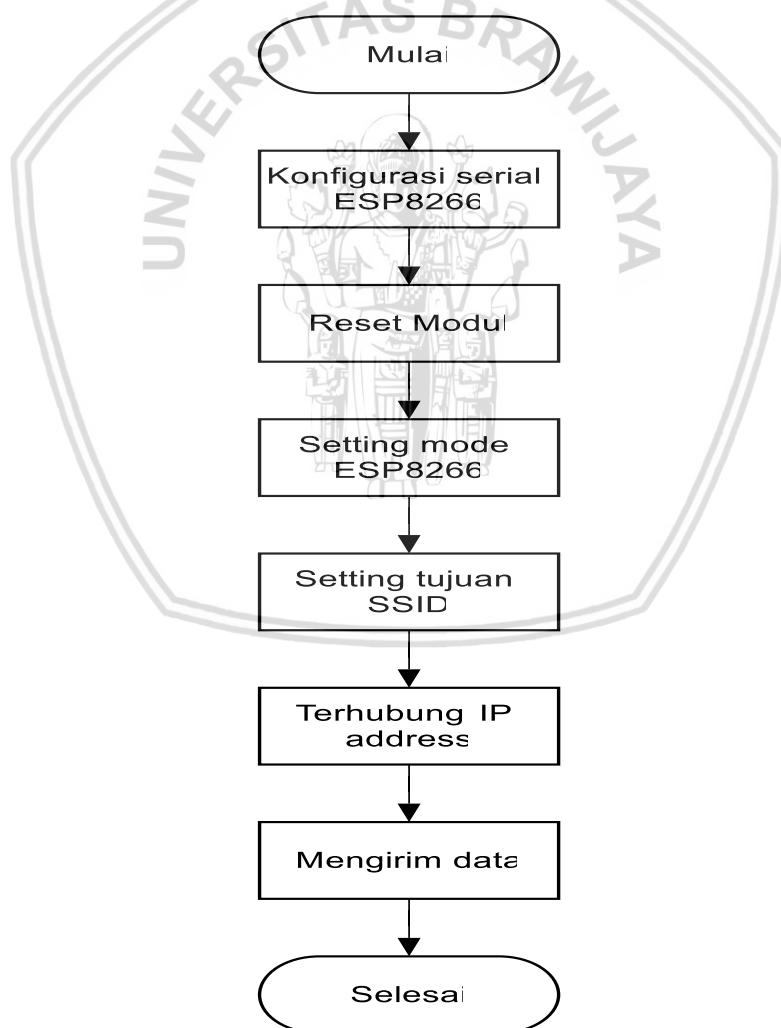 UNIVERSITAS BRAWIJAYA
Mulai
Konfigurasi serial
ESP8266
Reset Modul
Setting mode
ESP8266
Setting tujuan
SSID
Terhubung IP
address
Mengirim data
Selesai